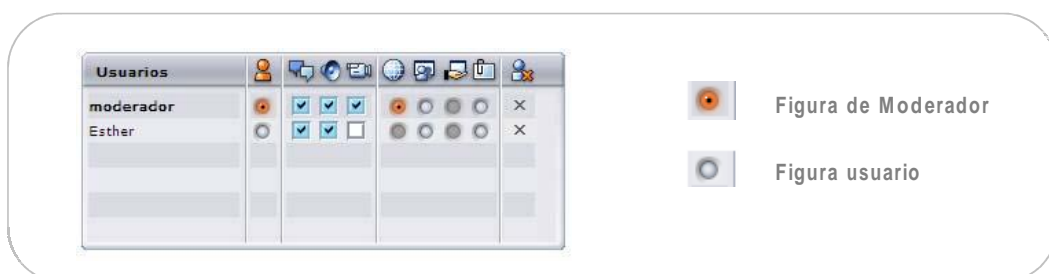 Usuarios
moderador
Esther
Figura de Moderador
Figura usuario